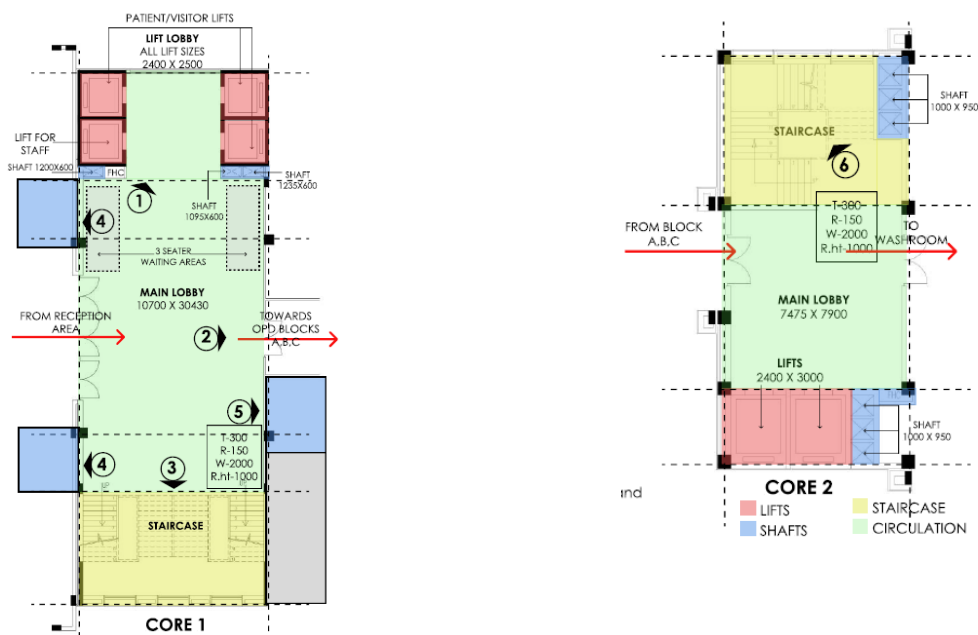 PATIENT/VISITOR LIFTS
LIFT LOBBY
ALL LIFT SIZES
2400 X 2500
LIFT FOR
STAFF
SHAFT 1200X600
FHC
SHAFT
1235X600
SHAFT
1095X600
1
4
3 SEATER
WAITING AREAS
MAIN LOBBY
10700 X 30430
FROM RECEPTION
AREA
2
TOWARDS
OPD BLOCKS
A,B,C
5
T-300
R-150
W-2000
R.ht-1000
4
3
STAIRCASE
CORE 1
SHAFT
1000 X 950
STAIRCASE
6
T-300
R-150
W-2000
R.ht-1000
FROM BLOCK
A,B,C
TO
WASHROOM
MAIN LOBBY
7475 X 7900
LIFTS
2400 X 3000
SHAFT
1000 X 950
CORE 2
and
LIFTS
SHAFTS
STAIRCASE
CIRCULATION